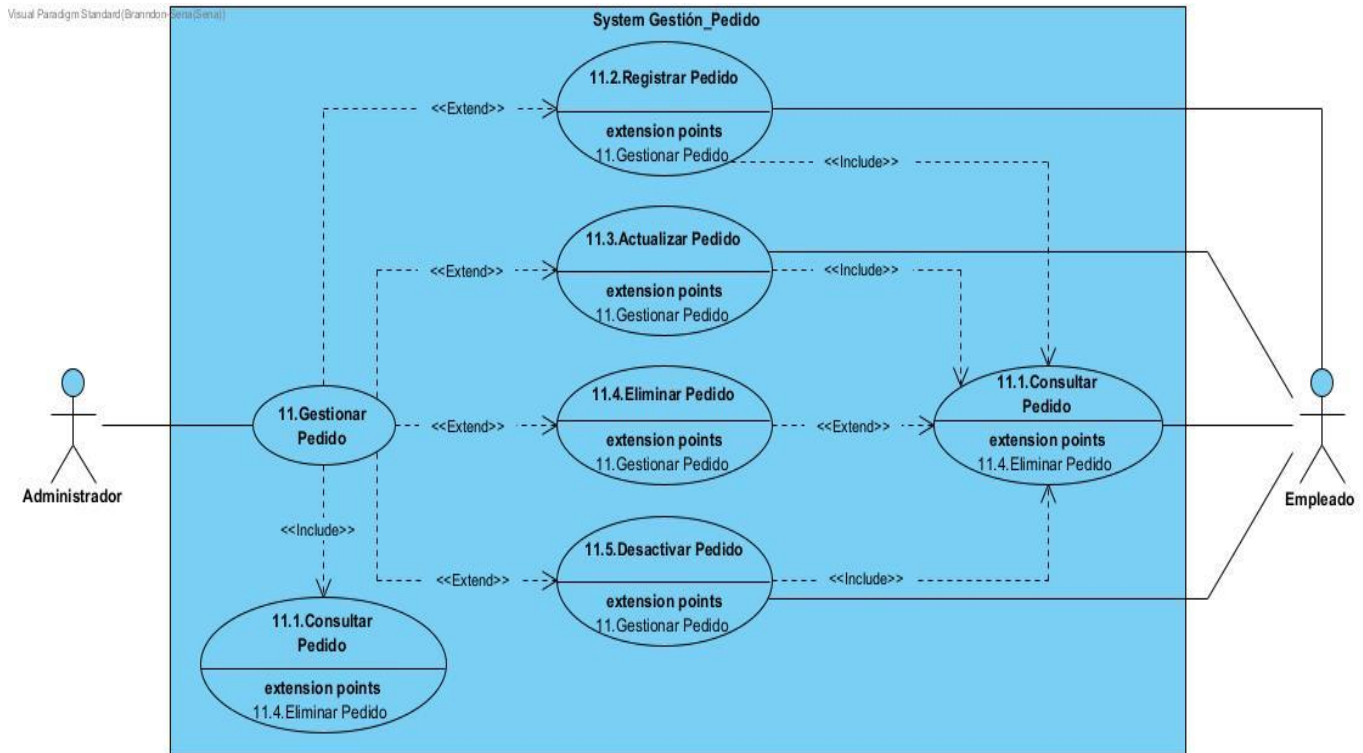 Visual Paradigm Standard(Branndon-Sena(Sena))
System Gestión_Pedido
11.2.Registrar Pedido
<<Extend>>
extension points
11.Gestionar Pedido
<<Include>>
11.3.Actualizar Pedido
<<Extend>>
<<Include>>
extension points
11.Gestionar Pedido
11.4.Eliminar Pedido
11.1.Consultar
Pedido
11.Gestionar
Pedido
<<Extend>>
<<Extend>>
extension points
11.Gestionar Pedido
extension points
11.4.Eliminar Pedido
Administrador
Empleado
<<Include>>
11.5.Desactivar Pedido
<<Extend>>
<<Include>>
extension points
11.Gestionar Pedido
11.1.Consultar
Pedido
extension points
11.4.Eliminar Pedido